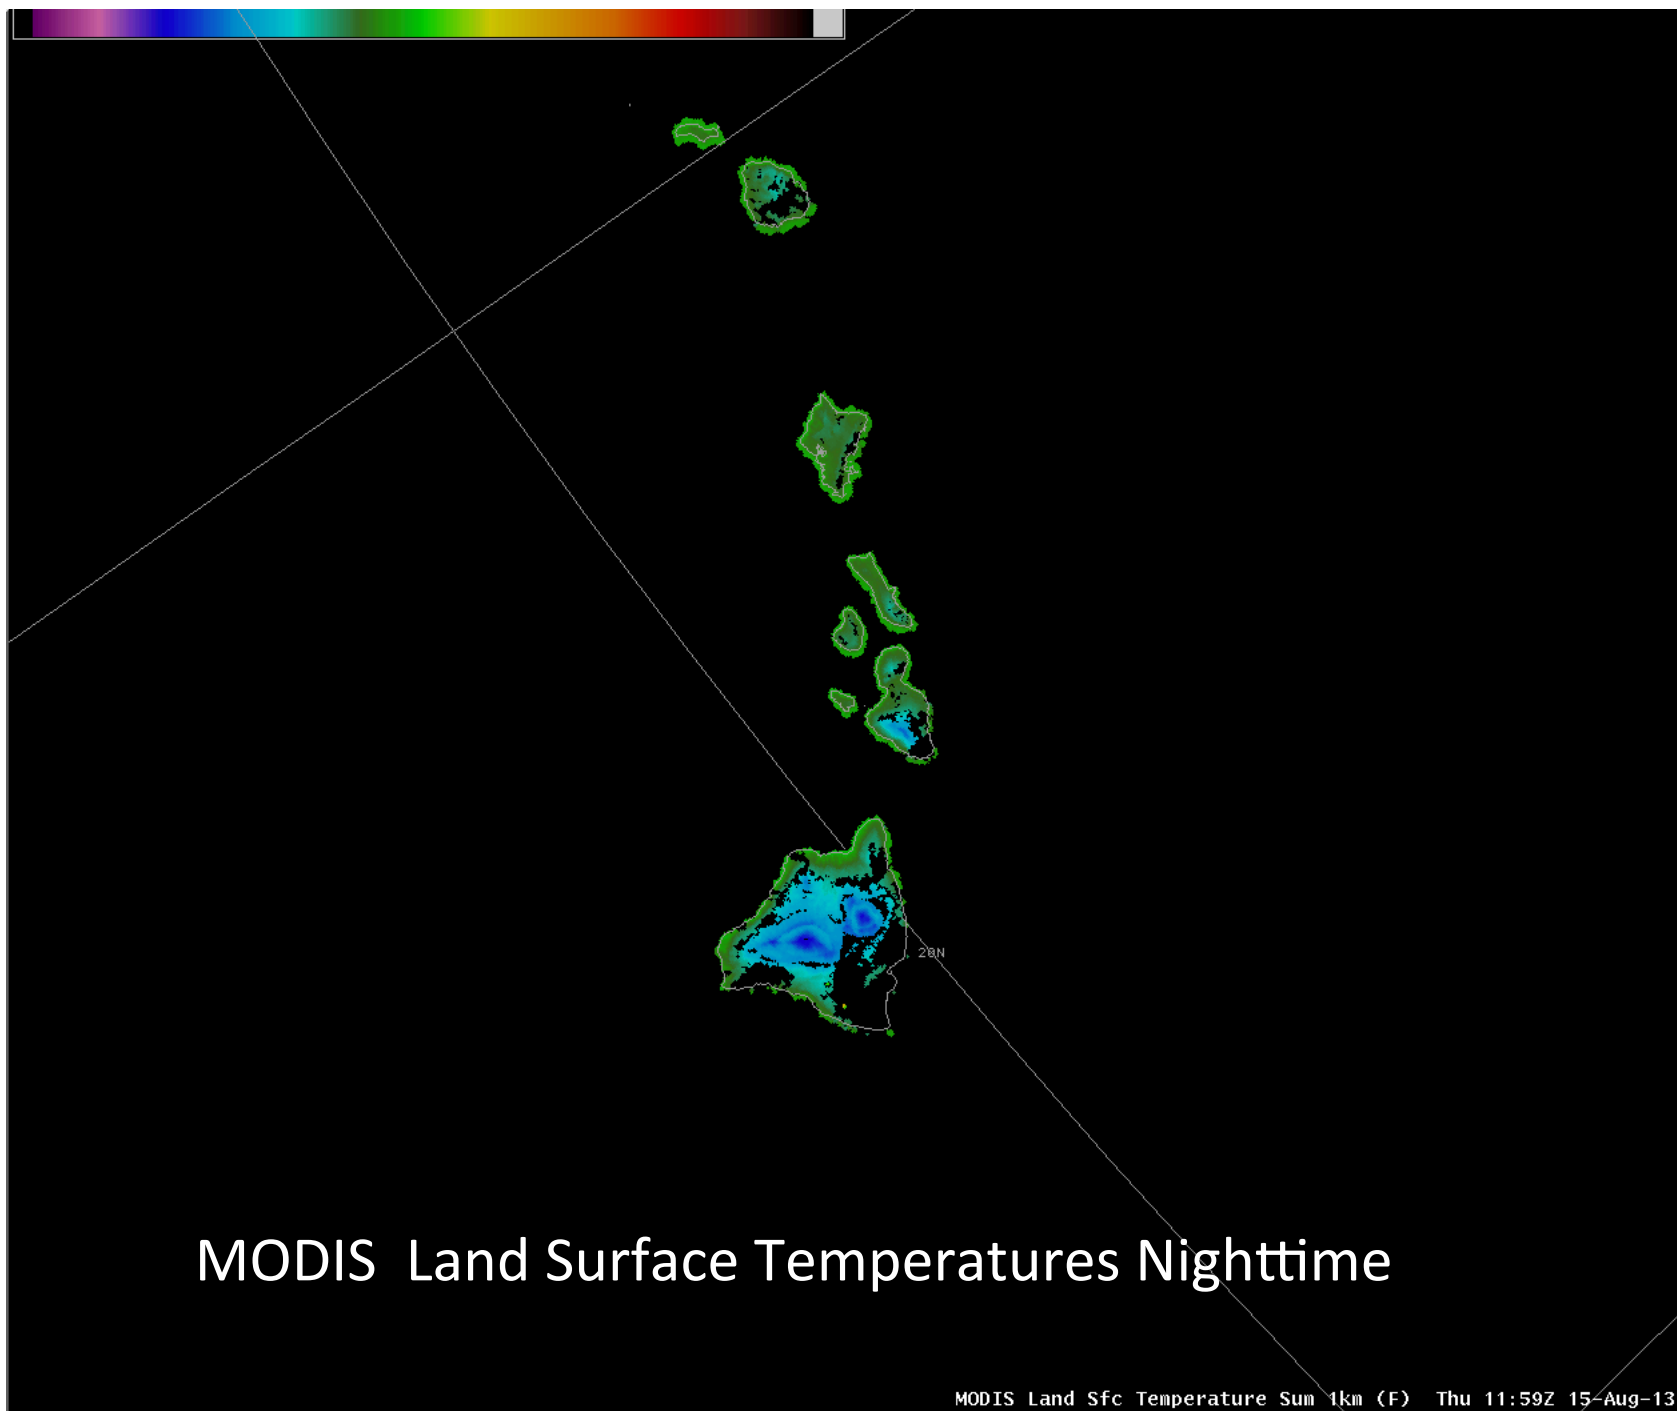 20N
MODIS  Land Surface Temperatures Nighttime
MODIS Land Sfc Temperature Sum 1km (F)  Thu 11:59Z 15-Aug-13